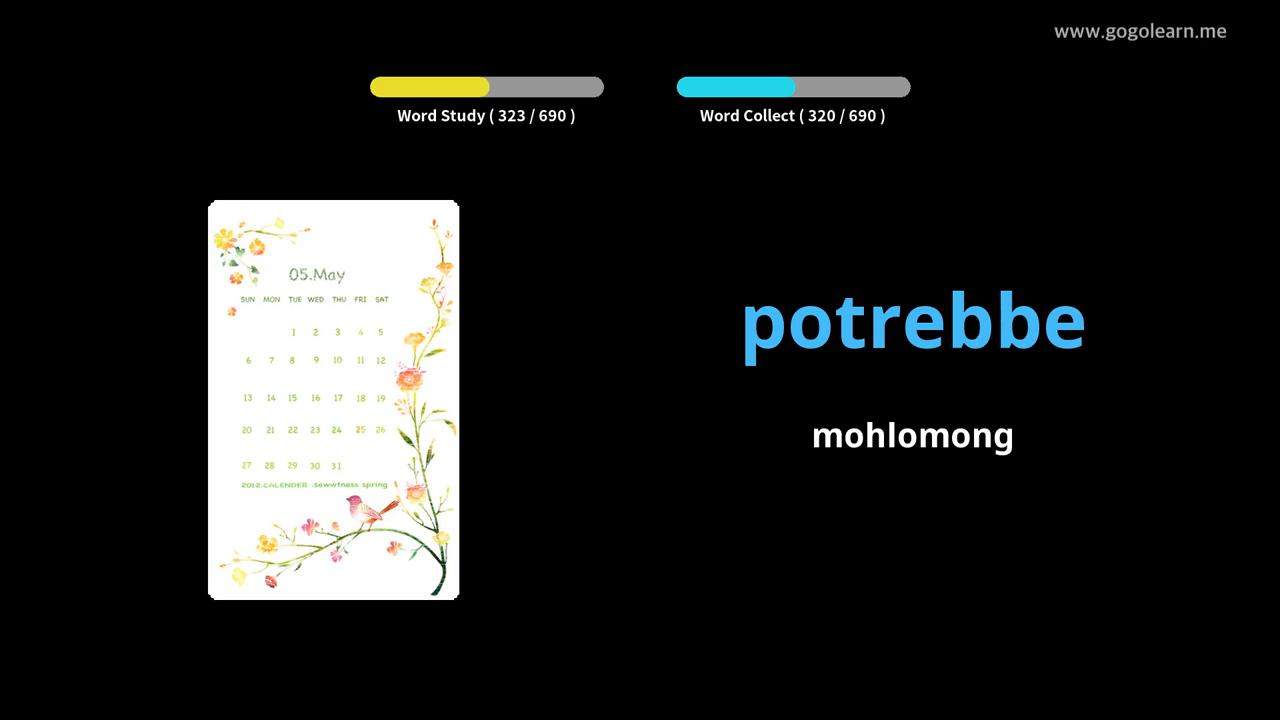 www.gogolearn.me
Word Study ( 323 / 690 )
Word Collect ( 320 / 690 )
05.May
SUN MON TUE WED THU FRI SAT
1 2 3 4 5
6 7 8 9 10 11 12
13 14 15 16 17 18 19
20 21 22 23 24 25 26
27 28 29 30 31
2012.CALENDER .sewwtness spring
potrebbe
mohlomong